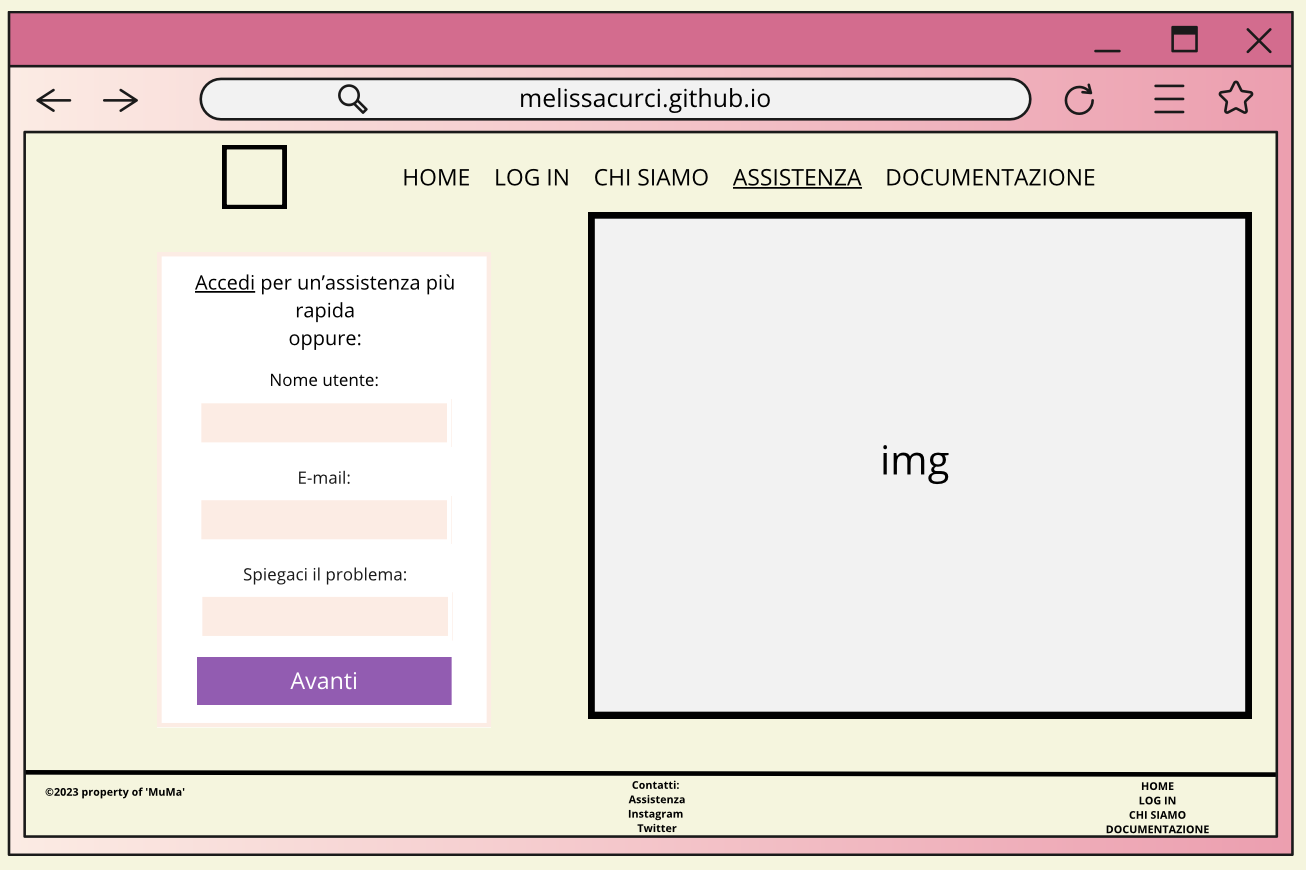 melissacurci.github.io
HOME LOG IN CHI SIAMO ASSISTENZA DOCUMENTAZIONE
Accedi per un’assistenza più
rapida
oppure:
Nome utente:
E-mail:
Spiegaci il problema:
Avanti
img
©2023 property of 'MuMa'
Contatti:
Assistenza
Instagram
Twitter
HOME
LOG IN
CHI SIAMO
DOCUMENTAZIONE